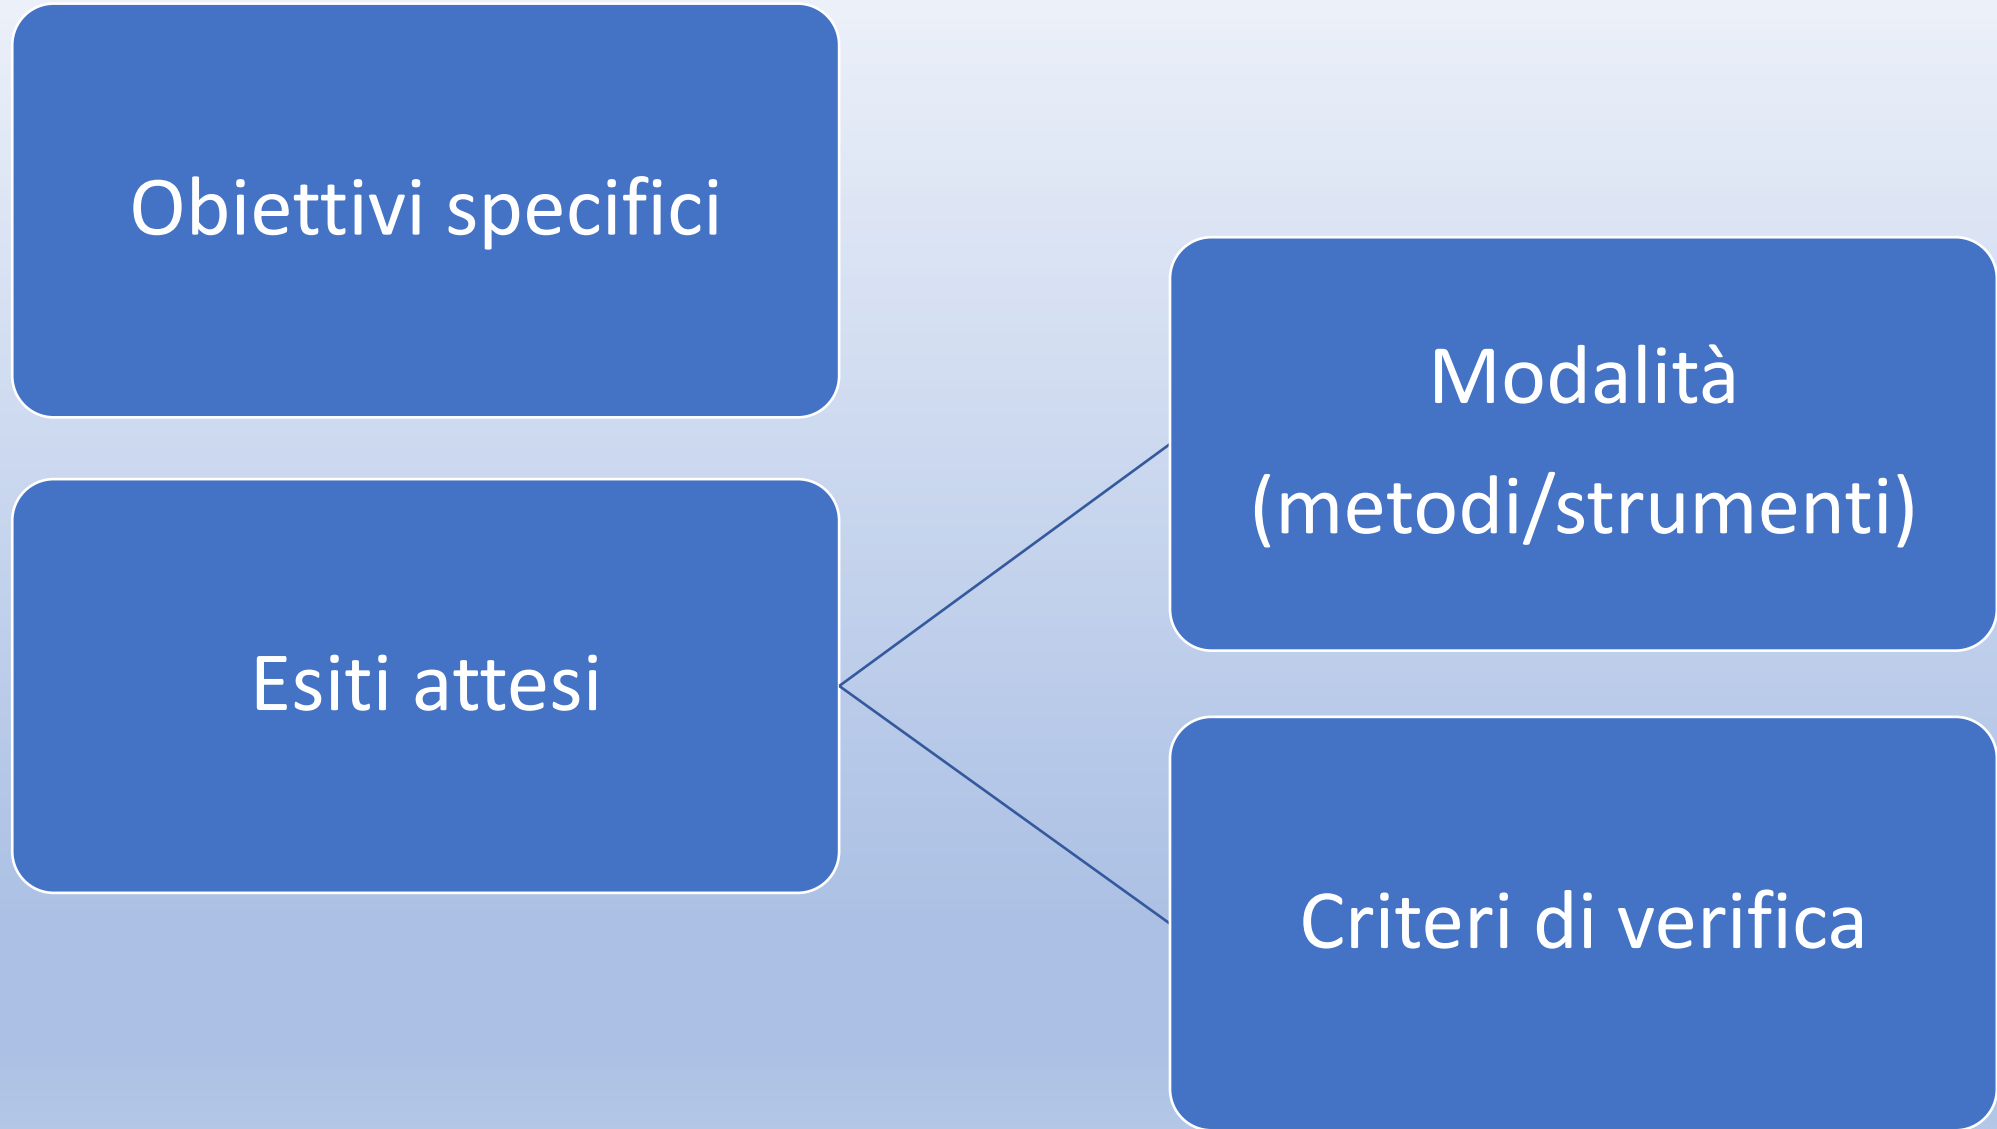 Obiettivi specifici
Esiti attesi
Modalità
(metodi/strumenti)
Criteri di verifica